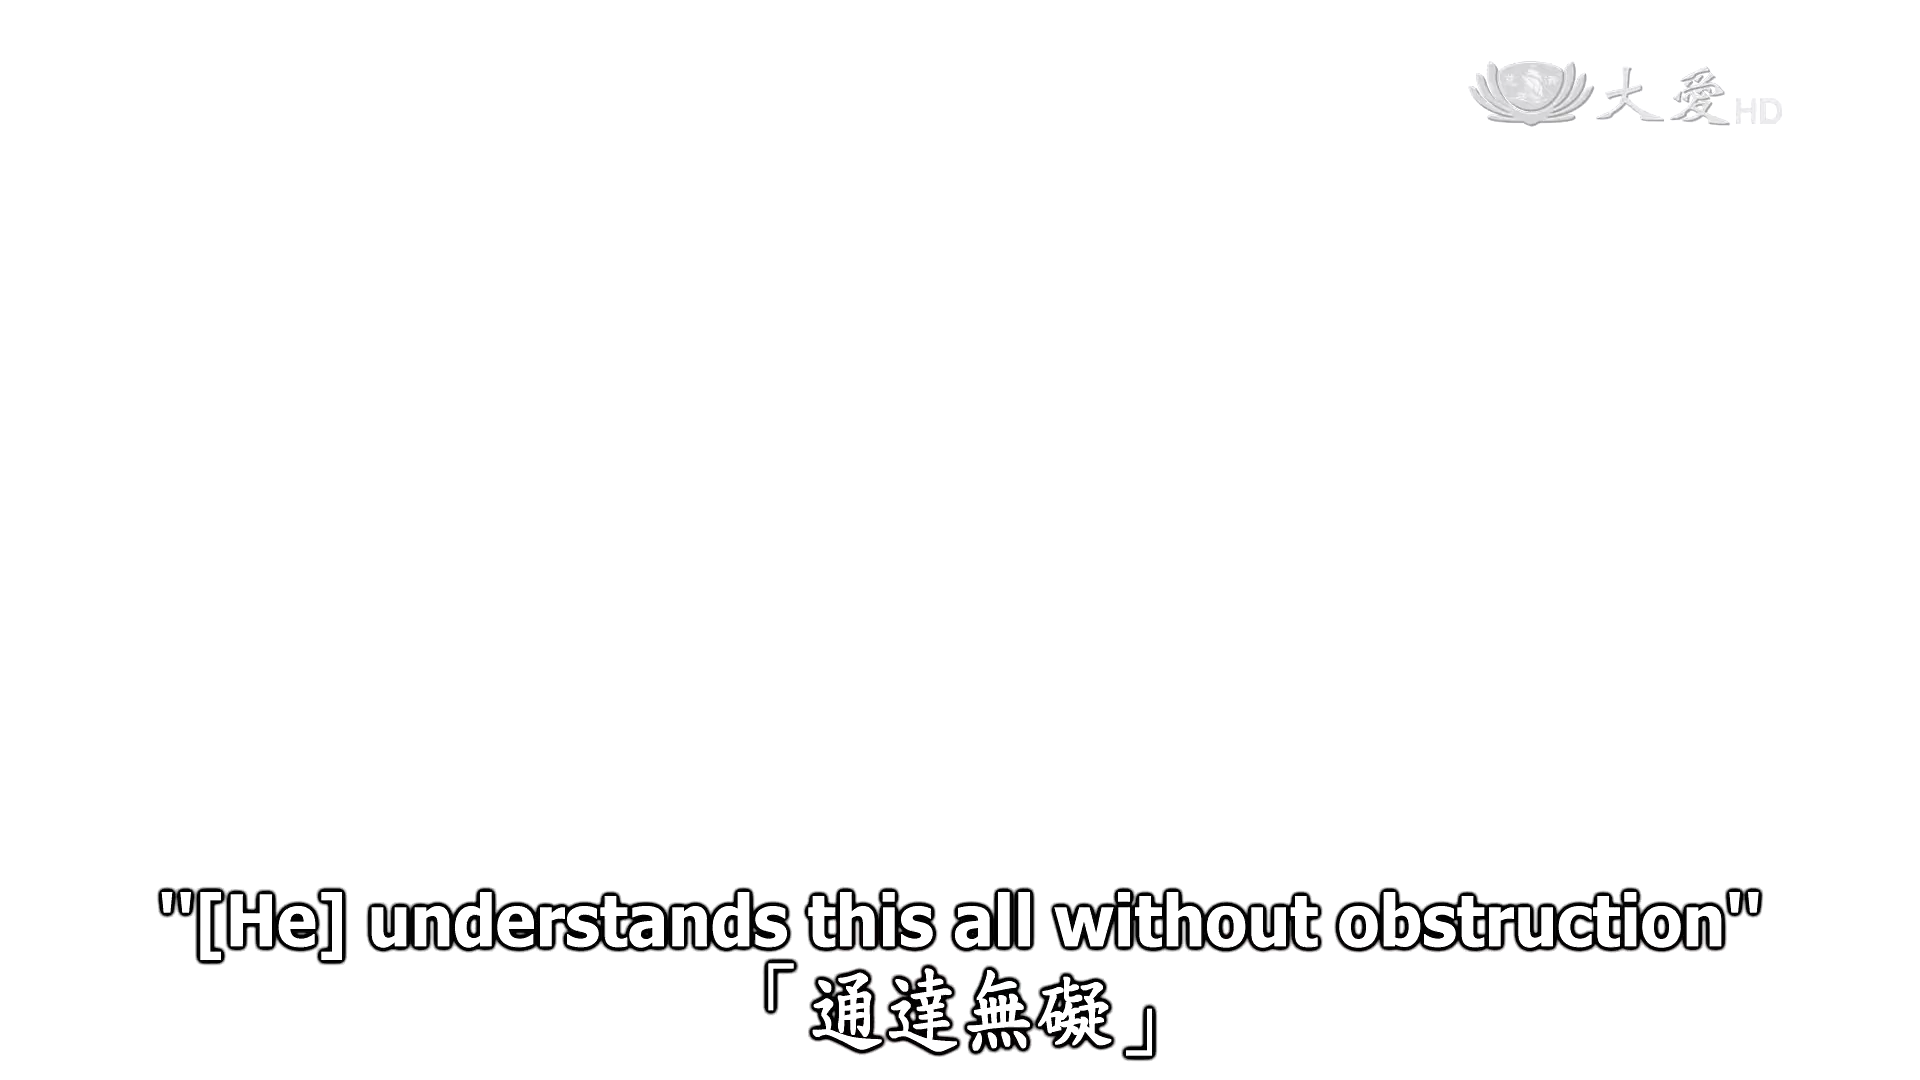 大愛HD
"[He] understands this all without obstruction"
「通達無礙」